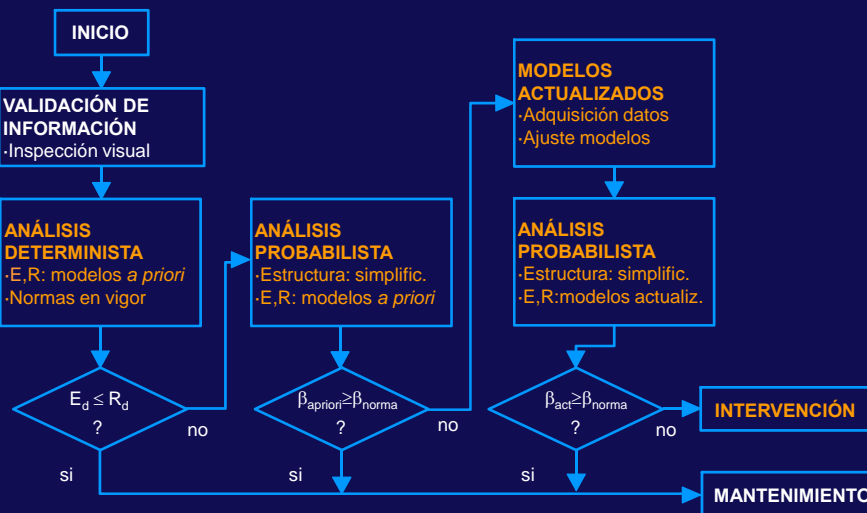 INICIO
VALIDACIÓN DE
INFORMACIÓN
·Inspección visual
ANÁLISIS
DETERMINISTA
·E,R: modelos a priori
·Normas en vigor
Ed ≤ Rd
?
no
si
ANÁLISIS
PROBABILISTA
·Estructura: simplific.
·E,R: modelos a priori
βapriori≥βnorma
?
no
si
MODELOS
ACTUALIZADOS
·Adquisición datos
·Ajuste modelos
ANÁLISIS
PROBABILISTA
·Estructura: simplific.
·E,R:modelos actualiz.
βact≥βnorma
?
no
si
INTERVENCIÓN
MANTENIMIENTO